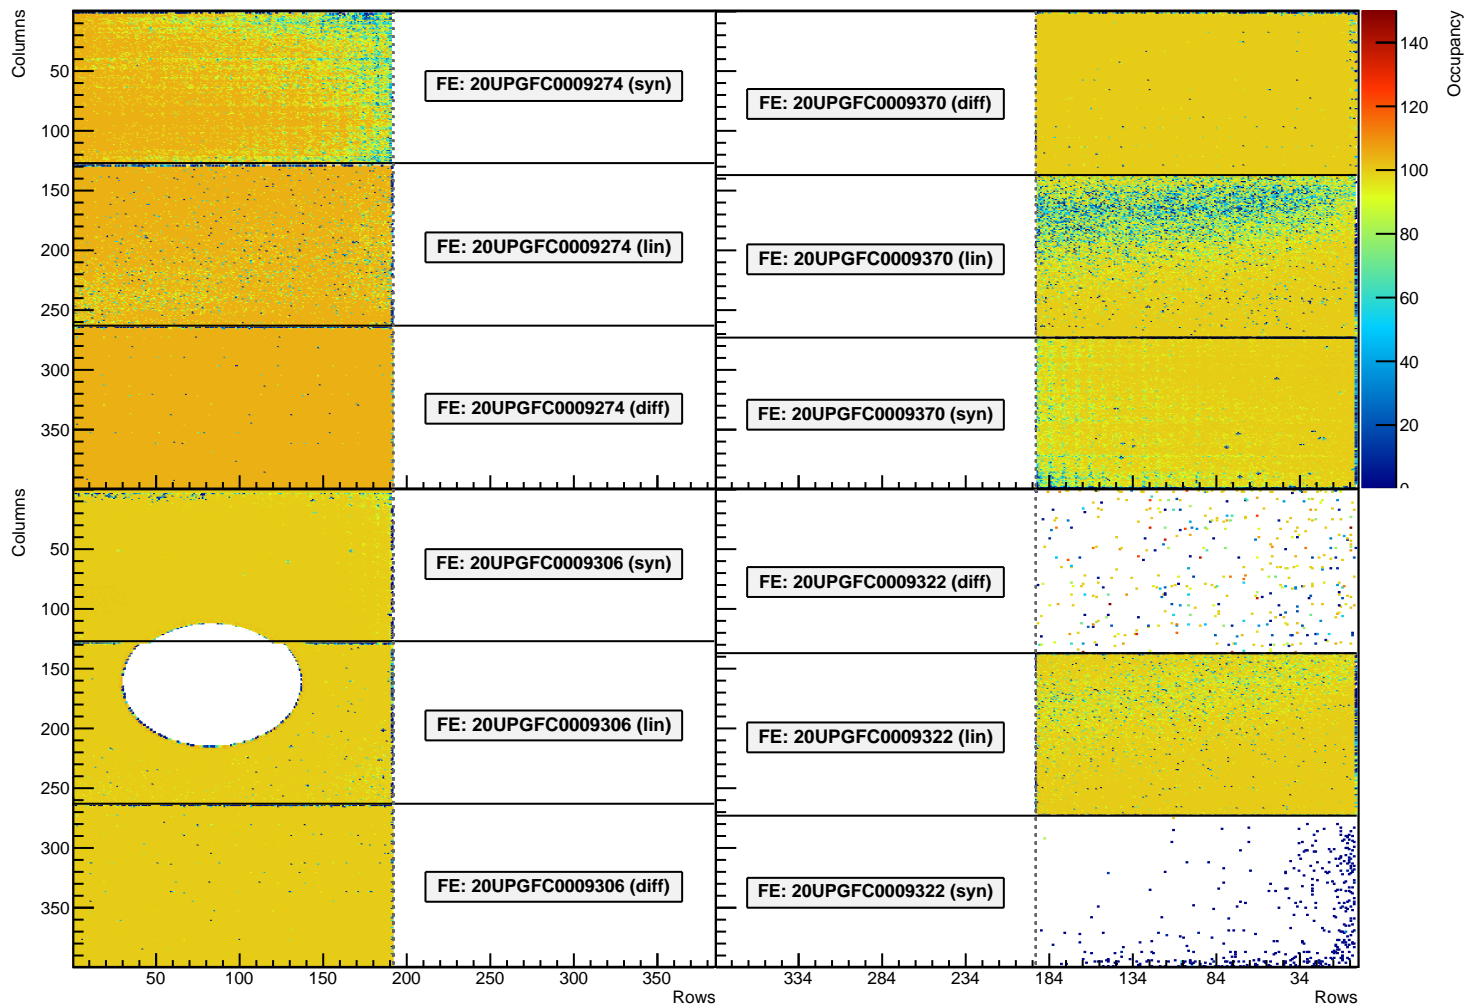 Columns
50
100
150
200
250
300
350
FE: 20UPGFC0009274 (syn)
FE: 20UPGFC0009274 (lin)
FE: 20UPGFC0009274 (diff)
FE: 20UPGFC0009370 (diff)
FE: 20UPGFC0009370 (lin)
FE: 20UPGFC0009370 (syn)
Occupancy
140
120
100
80
60
40
20
0
Columns
50
100
150
200
250
300
350
FE: 20UPGFC0009306 (syn)
FE: 20UPGFC0009306 (lin)
FE: 20UPGFC0009306 (diff)
FE: 20UPGFC0009322 (diff)
FE: 20UPGFC0009322 (lin)
FE: 20UPGFC0009322 (syn)
50 100 150 200 250 300 350
Rows
334 284 234 184 134 84 34
Rows